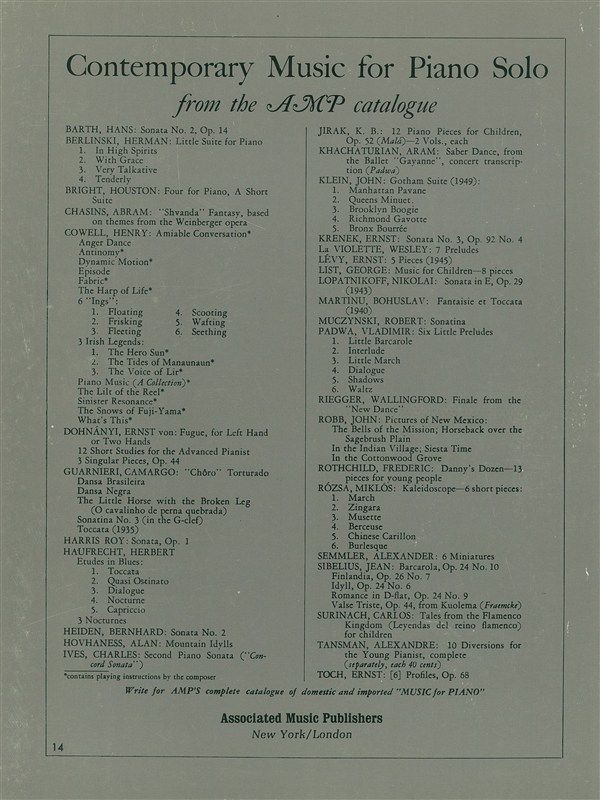 Contemporary Music for Piano Solo
from the AMP catalogue
BARTH, HANS: Sonata No. 2, Op. 14
BERLINSKI, HERMAN: Little Suite for Piano
1. In High Spirits
2. With Grace
3. Very Talkative
4. Tenderly
BRIGHT, HOUSTON: Four for Piano, A Short
Suite
CHASINS, ABRAM: "Shvanda" Fantasy, based
on themes from the Weinberger opera
COWELL, HENRY: Amiable Conversation*
Anger Dance
Antinomy*
Dynamic Motion*
Episode
Fabric*
The Harp of Life*
6 "Ings":
1. Floating 4. Scooting
2. Frisking 5. Wafting
3. Fleeting 6. Seething
3 Irish Legends:
1. The Hero Sun*
2. The Tides of Manaunaun*
3. The Voice of Lir*
Piano Music (A Collection)*
The Lilt of the Reel*
Sinister Resonance*
The Snows of Fuji-Yama*
What's This*
DOHNÁNYI, ERNST von: Fugue, for Left Hand
or Two Hands
12 Short Studies for the Advanced Pianist
3 Singular Pieces, Op. 44
GUARNIERI, CAMARGO: "Chôro" Torturado
Dansa Brasileira
Dansa Negra
The Little Horse with the Broken Leg
(O cavalinho de perna quebrada)
Sonatina No. 3 (in the G-clef)
Toccata (1935)
HARRIS ROY: Sonata, Op. 1
HAUFRECHT, HERBERT
Etudes in Blues:
1. Toccata
2. Quasi Ostinato
3. Dialogue
4. Nocturne
5. Capriccio
3 Nocturnes
HEIDEN, BERNHARD: Sonata No. 2
HOVHANESS, ALAN: Mountain Idylls
IVES, CHARLES: Second Piano Sonata ("Con-
cord Sonata")
*contains playing instructions by the composer
JIRAK, K. B.: 12 Piano Pieces for Children,
Op. 52 (Malá)—2 Vols., each
KHACHATURIAN, ARAM: Saber Dance, from
the Ballet "Gayanne", concert transcrip-
tion (Padwa)
KLEIN, JOHN: Gotham Suite (1949):
1. Manhattan Pavane
2. Queens Minuet.
3. Brooklyn Boogie
4. Richmond Gavotte
5. Bronx Bourrée
KRENEK, ERNST: Sonata No. 3, Op. 92 No. 4
La VIOLETTE, WESLEY: 7 Preludes
LÉVY, ERNST: 5 Pieces (1945)
LIST, GEORGE: Music for Children—8 pieces
LOPATNIKOFF, NIKOLAI: Sonata in E, Op. 29
(1943)
MARTINU, BOHUSLAV: Fantaisie et Toccata
(1940)
MUCZYNSKI, ROBERT: Sonatina
PADWA, VLADIMIR: Six Little Preludes
1. Little Barcarole
2. Interlude
3. Little March
4. Dialogue
5. Shadows
6. Waltz
RIEGGER, WALLINGFORD: Finale from the
"New Dance"
ROBB, JOHN: Pictures of New Mexico:
The Bells of the Mission; Horseback over the
Sagebrush Plain
In the Indian Village; Siesta Time
In the Cottonwood Grove
ROTHCHILD, FREDERIC: Danny's Dozen—13
pieces for young people
RÓZSA, MIKLÓS: Kaleidoscope—6 short pieces:
1. March
2. Zingara
3. Musette
4. Berceuse
5. Chinese Carillon
6. Burlesque
SEMMLER, ALEXANDER: 6 Miniatures
SIBELIUS, JEAN: Barcarola, Op. 24 No. 10
Finlandia, Op. 26 No. 7
Idyll, Op. 24 No. 6
Romance in D-flat, Op. 24 No. 9
Valse Triste, Op. 44, from Kuolema (Fraemcke)
SURINACH, CARLOS: Tales from the Flamenco
Kingdom (Leyendas del reino flamenco)
for children
TANSMAN, ALEXANDRE: 10 Diversions for
the Young Pianist, complete
(separately, each 40 cents)
TOCH, ERNST: [6] Profiles, Op. 68
Write for AMP'S complete catalogue of domestic and imported "MUSIC for PIANO"
Associated Music Publishers
New York/London
14